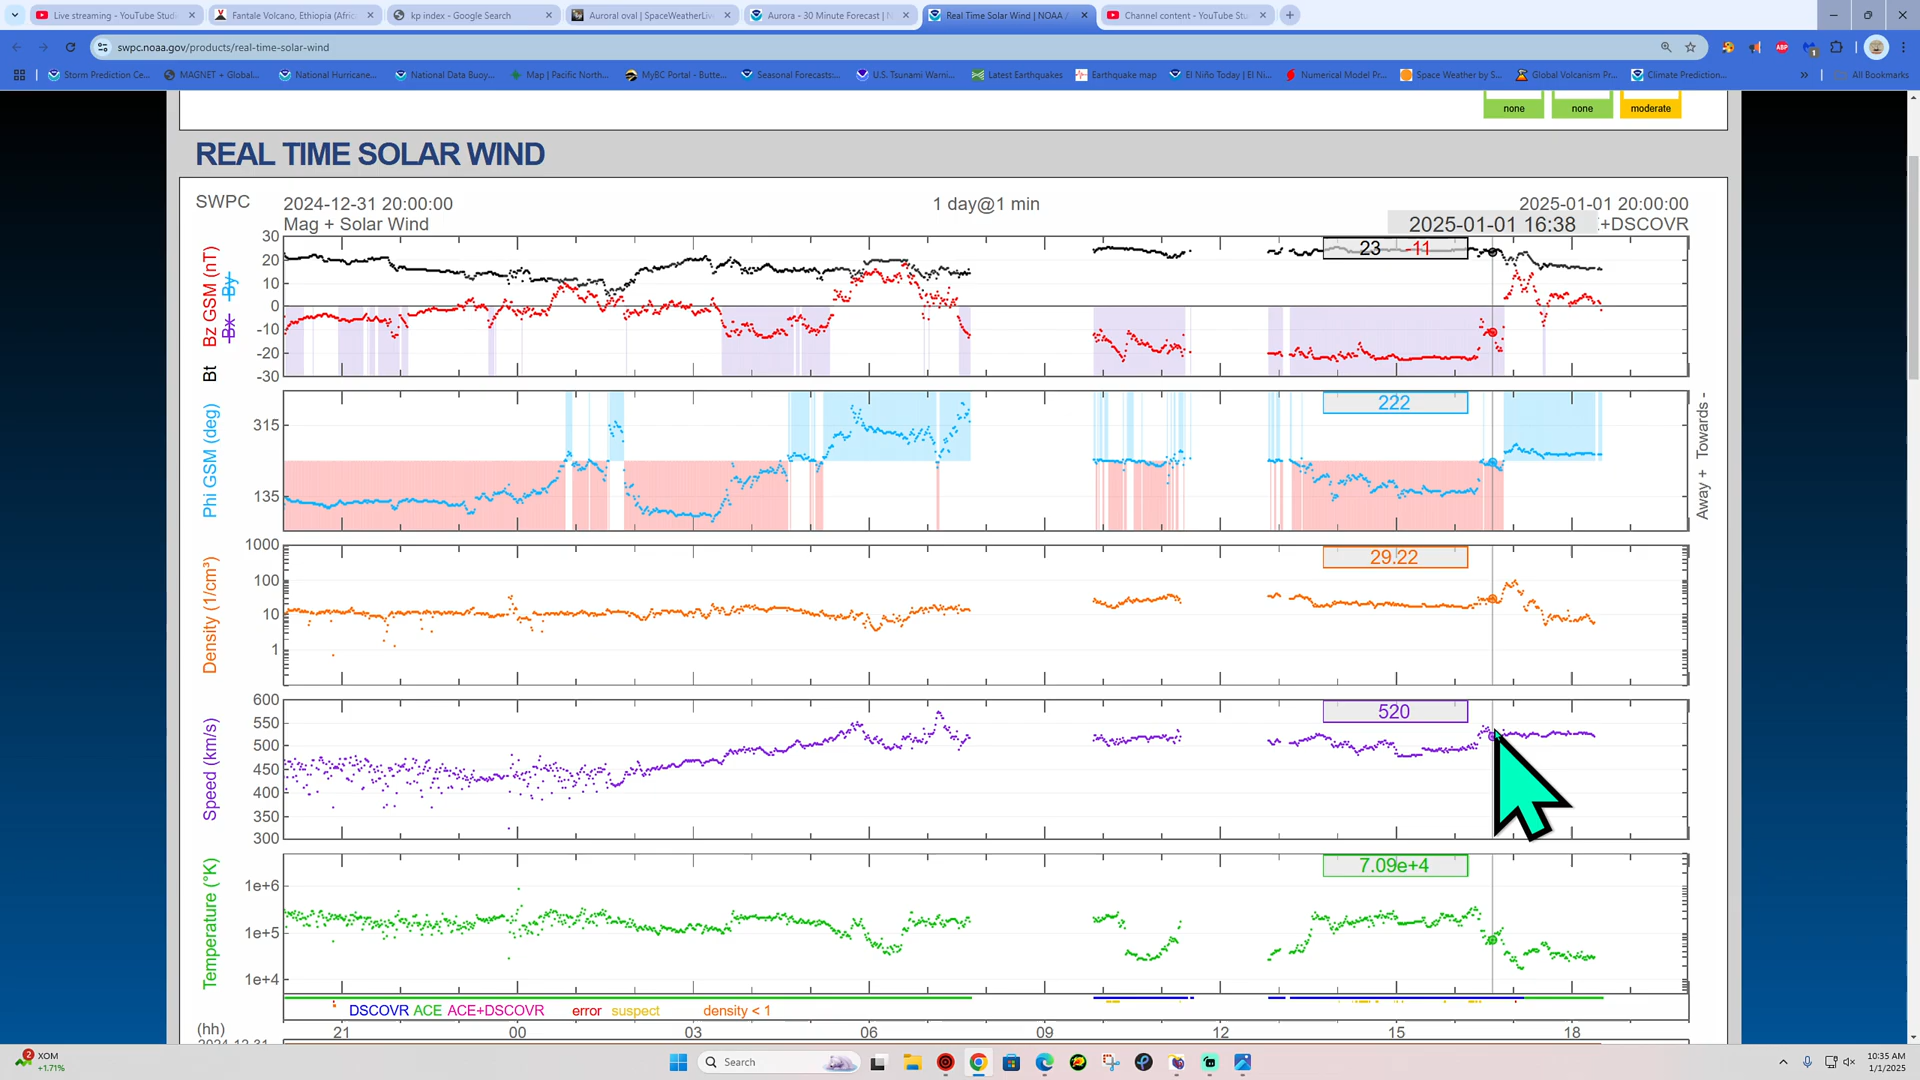 Live streaming - YouTube Studi
Fantale Volcano, Ethiopia (Afric
kp index - Google Search
Auroral oval | SpaceWeatherLiv
Aurora - 30 Minute Forecast | N
Real Time Solar Wind | NOAA /
Channel content - YouTube Stu
swpc.noaa.gov/products/real-time-solar-wind
Storm Prediction Ce...
MAGNET + Global...
National Hurricane...
National Data Buoy...
Map | Pacific North...
MyBC Portal - Butte...
Seasonal Forecasts:...
U.S. Tsunami Warni...
Latest Earthquakes
Earthquake map
El Niño Today | El Ni...
Numerical Model Pr...
Space Weather by S...
Global Volcanism Pr...
Climate Prediction...
All Bookmarks
none
none
moderate
REAL TIME SOLAR WIND
SWPC
2024-12-31 20:00:00
1 day@1 min
2025-01-01 20:00:00
Mag + Solar Wind
2025-01-01 16:38
E+DSCOVR
Bt Bz GSM (nT)
Bx By
30
20
10
0
-10
-20
-30
23 -11
Phi GSM (deg)
315
135
222
Away + Towards -
Density (1/cm³)
1000
100
10
1
29.22
Speed (km/s)
600
550
500
450
400
350
300
520
Temperature (°K)
1e+6
1e+5
1e+4
7.09e+4
DSCOVR ACE ACE+DSCOVR error suspect density < 1
(hh)
21 00 03 06 09 12 15 18
2024-12-31
2
XOM
+1.71%
Search
10:35 AM
1/1/2025